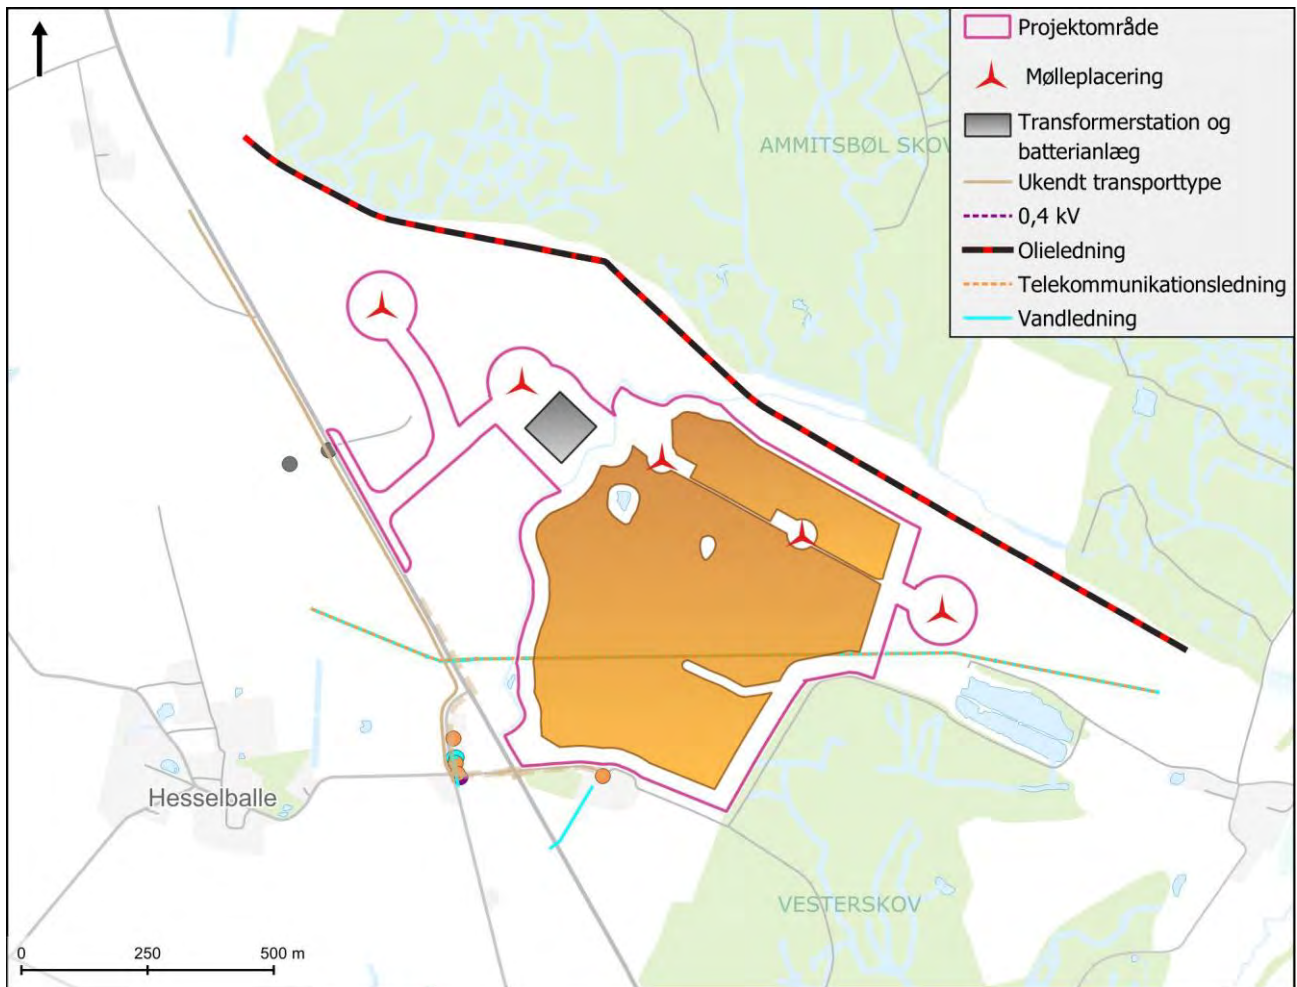 Projektområde
Mølleplacering
Transformerstation og
batterianlæg
Ukendt transporttype
0,4 kV
Olieledning
Telekommunikationsledning
Vandledning
AMMITSBØL SKOV
Hesselballe
VESTERSKOV
0 250 500 m